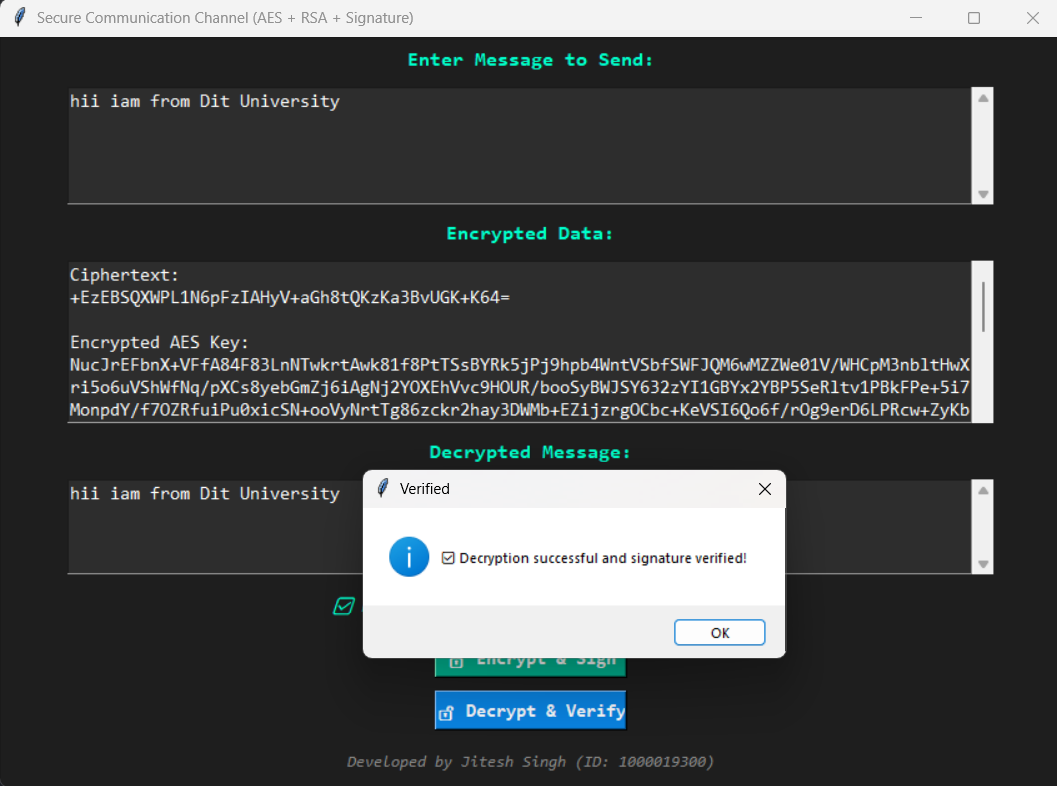 Secure Communication Channel (AES + RSA + Signature)
Enter Message to Send:
hii iam from Dit University
Encrypted Data:
Ciphertext:
+EzEBSQXWPL1N6pFzIAHyV+aGh8tQKzKa3BvUGK+K64=
Encrypted AES Key:
NucJrEFbnX+VFfA84F83LnNTwkrtAwk81f8PtTSsBYRk5jPj9hpb4WntVSbfSWFJQM6wMZZWe01V/WHCpM3nbltHwX
ri5o6uVShWfNq/pXCs8yebGmZj6iAgNj2YOXEhVvc9HOUR/booSyBWJSY632zYI1GBYx2YBP5SeRltv1PBkFPe+5i7
MonpdY/f7OZRfuiPu0xicSN+ooVyNrtTg86zckr2hay3DWMb+EZijzrgOCbc+KeVSI6Qo6f/rOg9erD6LPRcw+ZyKb
Decrypted Message:
hii iam from Dit University
Verified
Decryption successful and signature verified!
OK
Encrypt & Sign
Decrypt & Verify
Developed by Jitesh Singh (ID: 1000019300)